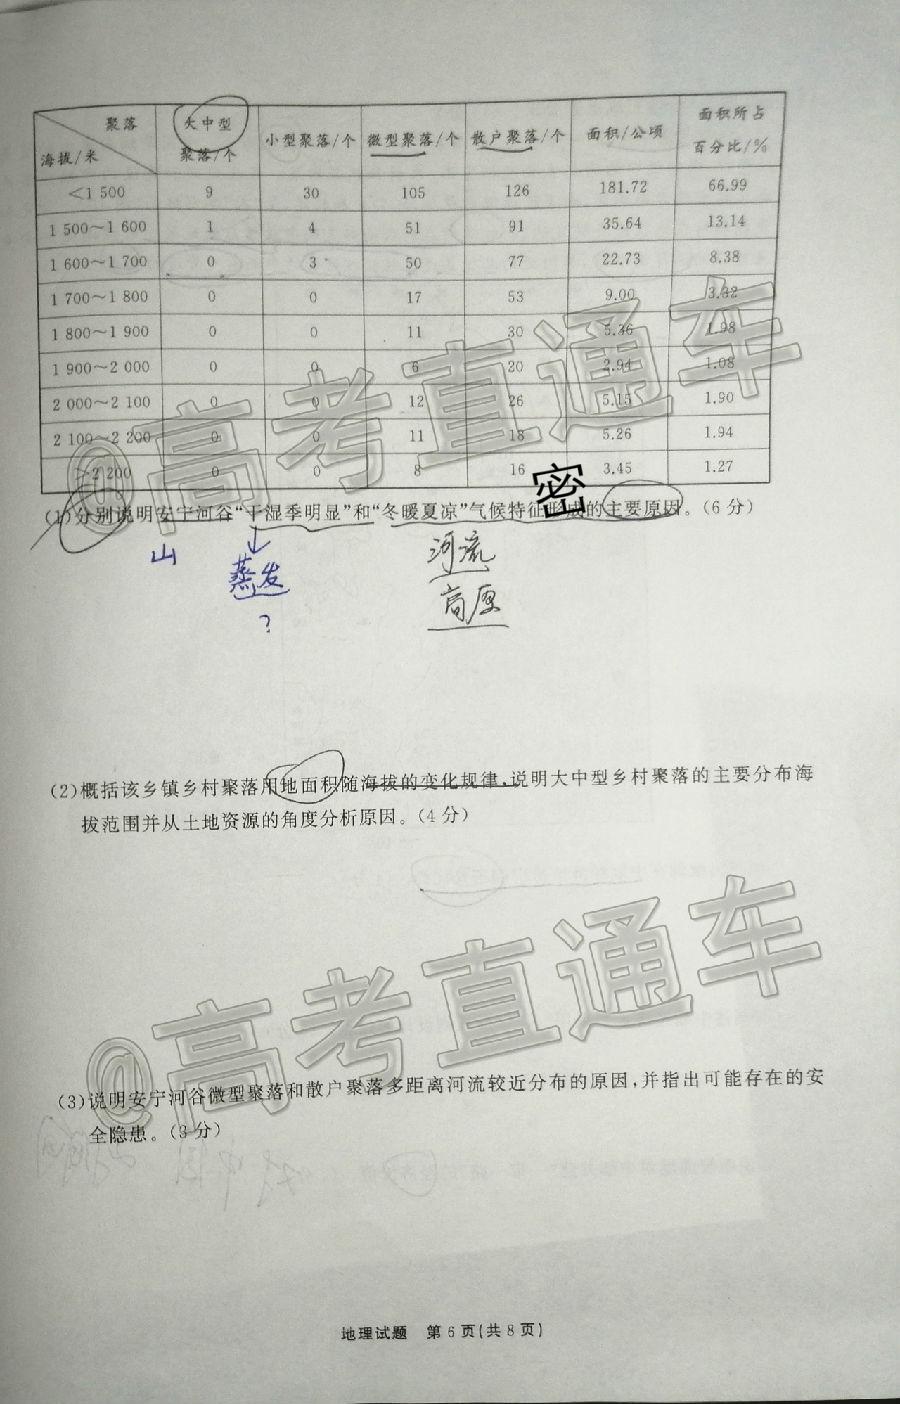 聚落 大中型 聚落/个 小型聚落/个 微型聚落/个 散户聚落/个 面积/公顷 面积所占百分比/%
海拔/米
<1 500 9 30 105 126 181.72 66.99
1 500~1 600 1 4 51 91 35.64 13.14
1 600~1 700 0 3 50 77 22.73 8.38
1 700~1 800 0 0 17 53 9.00 3.32
1 800~1 900 0 0 11 30 5.36 1.98
1 900~2 000 0 0 6 20 2.94 1.08
2 000~2 100 0 0 12 26 5.15 1.90
2 100~2 200 0 0 11 18 5.26 1.94
>2 200 0 0 8 16 3.45 1.27
@高考直通车
密
(1)分别说明安宁河谷“干湿季明显”和“冬暖夏凉”气候特征形成的主要原因。(6分)
山 蒸发 河流
? 高原
(2)概括该乡镇乡村聚落用地面积随海拔的变化规律,说明大中型乡村聚落的主要分布海
拔范围并从土地资源的角度分析原因。(4分)
@高考直通车
(3)说明安宁河谷微型聚落和散户聚落多距离河流较近分布的原因,并指出可能存在的安
全隐患。(3分)
地理试题 第6页(共8页)